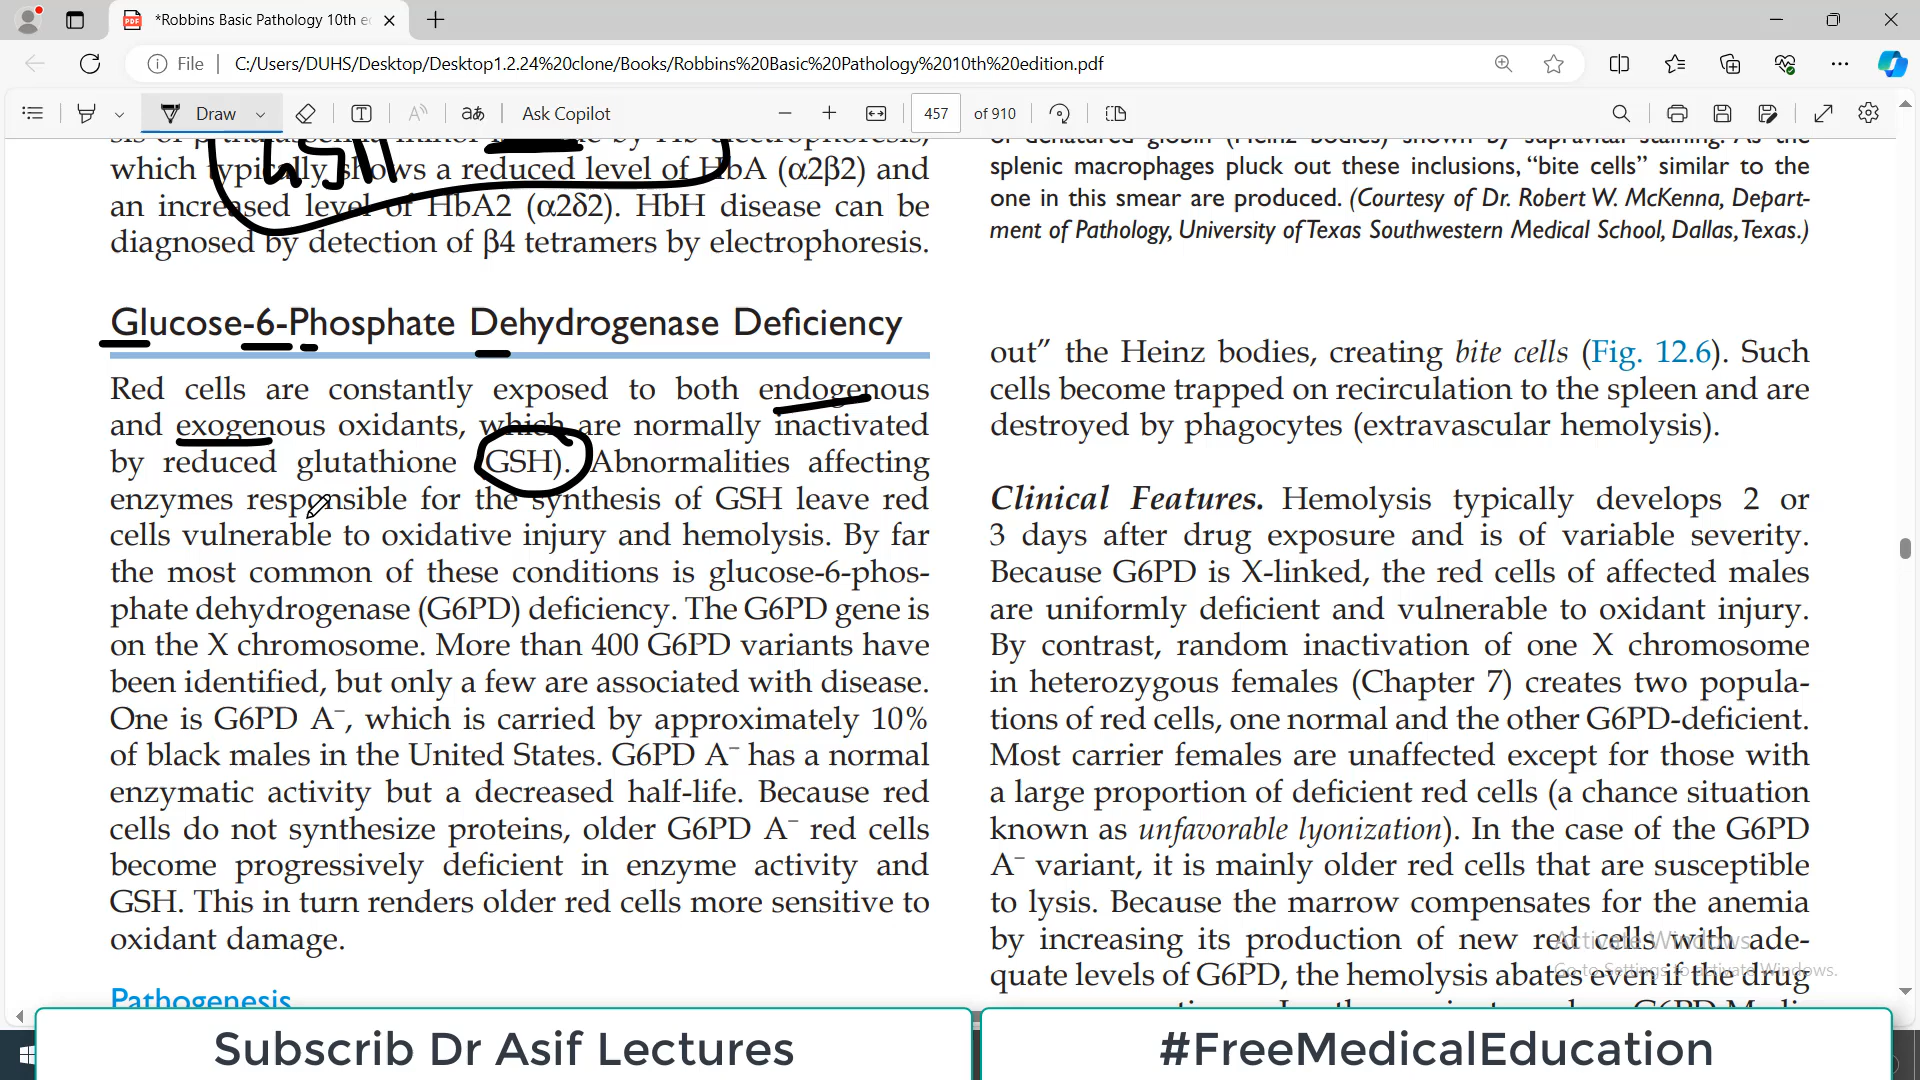 *Robbins Basic Pathology 10th e
File
C:/Users/DUHS/Desktop/Desktop1.2.24%20clone/Books/Robbins%20Basic%20Pathology%2010th%20edition.pdf
Draw
Ask Copilot
457 of 910
GSH
which typically shows a reduced level of HbA (α2β2) and
an increased level of HbA2 (α2δ2). HbH disease can be
diagnosed by detection of β4 tetramers by electrophoresis.
Glucose-6-Phosphate Dehydrogenase Deficiency
Red cells are constantly exposed to both endogenous
and exogenous oxidants, which are normally inactivated
by reduced glutathione (GSH). Abnormalities affecting
enzymes responsible for the synthesis of GSH leave red
cells vulnerable to oxidative injury and hemolysis. By far
the most common of these conditions is glucose-6-phos-
phate dehydrogenase (G6PD) deficiency. The G6PD gene is
on the X chromosome. More than 400 G6PD variants have
been identified, but only a few are associated with disease.
One is G6PD A⁻, which is carried by approximately 10%
of black males in the United States. G6PD A⁻ has a normal
enzymatic activity but a decreased half-life. Because red
cells do not synthesize proteins, older G6PD A⁻ red cells
become progressively deficient in enzyme activity and
GSH. This in turn renders older red cells more sensitive to
oxidant damage.
Pathogenesis
of denatured globin (Heinz bodies) shown by supravital staining. As the
splenic macrophages pluck out these inclusions, “bite cells” similar to the
one in this smear are produced. (Courtesy of Dr. Robert W. McKenna, Depart-
ment of Pathology, University of Texas Southwestern Medical School, Dallas, Texas.)
out” the Heinz bodies, creating bite cells (Fig. 12.6). Such
cells become trapped on recirculation to the spleen and are
destroyed by phagocytes (extravascular hemolysis).
Clinical Features. Hemolysis typically develops 2 or
3 days after drug exposure and is of variable severity.
Because G6PD is X-linked, the red cells of affected males
are uniformly deficient and vulnerable to oxidant injury.
By contrast, random inactivation of one X chromosome
in heterozygous females (Chapter 7) creates two popula-
tions of red cells, one normal and the other G6PD-deficient.
Most carrier females are unaffected except for those with
a large proportion of deficient red cells (a chance situation
known as unfavorable lyonization). In the case of the G6PD
A⁻ variant, it is mainly older red cells that are susceptible
to lysis. Because the marrow compensates for the anemia
by increasing its production of new red cells with ade-
quate levels of G6PD, the hemolysis abates even if the drug
Activate Windows
Go to Settings to activate Windows.
Subscrib Dr Asif Lectures
#FreeMedicalEducation